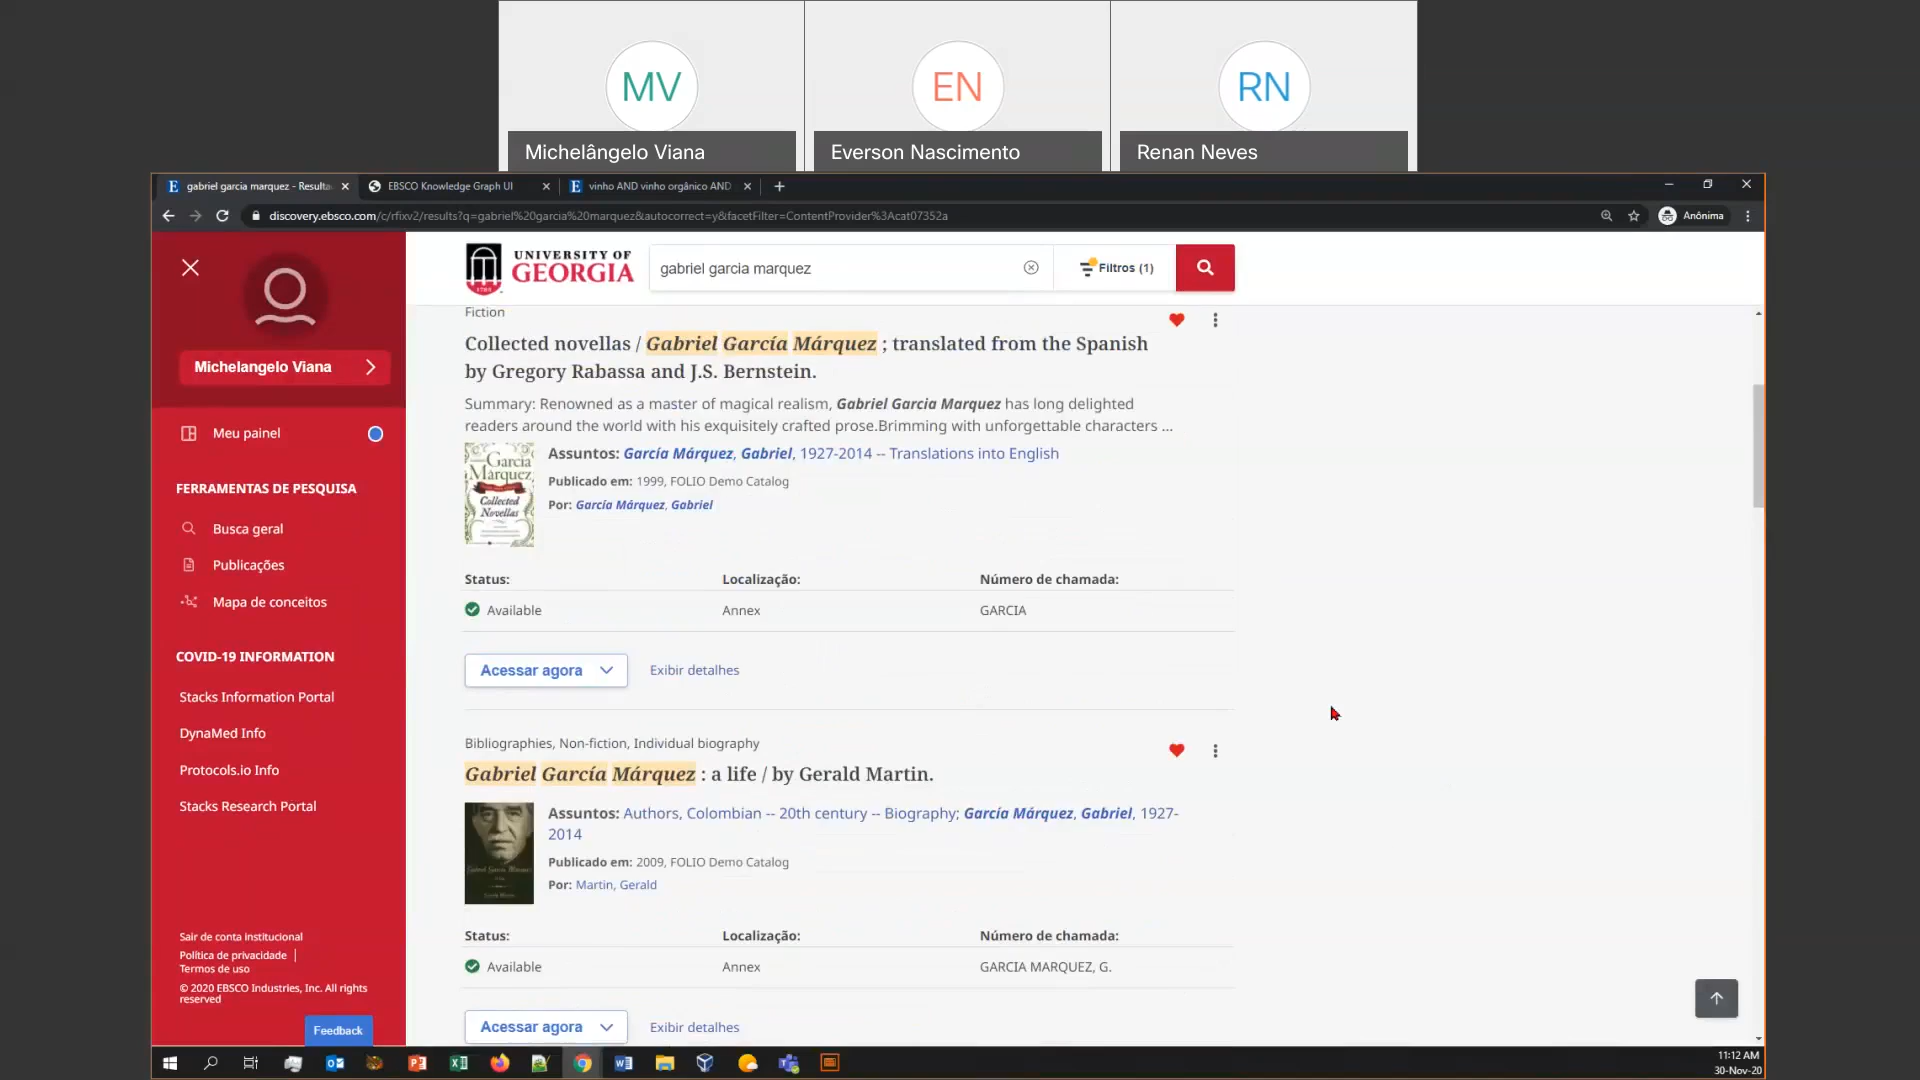 MV
EN
RN
Michelângelo Viana
Everson Nascimento
Renan Neves
gabriel garcia marquez - Resulta
EBSCO Knowledge Graph UI
vinho AND vinho orgânico AND
discovery.ebsco.com/c/rfixv2/results?q=gabriel%20garcia%20marquez&autocorrect=y&facetFilter=ContentProvider%3Acat07352a
Anônima
Michelangelo Viana
Meu painel
FERRAMENTAS DE PESQUISA
Busca geral
Publicações
Mapa de conceitos
COVID-19 INFORMATION
Stacks Information Portal
DynaMed Info
Protocols.io Info
Stacks Research Portal
Sair de conta institucional
Política de privacidade |
Termos de uso
© 2020 EBSCO Industries, Inc. All rights
reserved
Feedback
UNIVERSITY OF
GEORGIA
1785
gabriel garcia marquez
Filtros (1)
Fiction
Collected novellas / Gabriel García Márquez ; translated from the Spanish
by Gregory Rabassa and J.S. Bernstein.
Summary: Renowned as a master of magical realism, Gabriel Garcia Marquez has long delighted
readers around the world with his exquisitely crafted prose.Brimming with unforgettable characters ...
García
Márquez
Collected
Novellas
Assuntos: García Márquez, Gabriel, 1927-2014 -- Translations into English
Publicado em: 1999, FOLIO Demo Catalog
Por: García Márquez, Gabriel
Status: Localização: Número de chamada:
Available Annex GARCIA
Acessar agora Exibir detalhes
Bibliographies, Non-fiction, Individual biography
Gabriel García Márquez : a life / by Gerald Martin.
Assuntos: Authors, Colombian -- 20th century -- Biography; García Márquez, Gabriel, 1927-
2014
Publicado em: 2009, FOLIO Demo Catalog
Por: Martin, Gerald
Status: Localização: Número de chamada:
Available Annex GARCIA MARQUEZ, G.
Acessar agora Exibir detalhes
11:12 AM
30-Nov-20